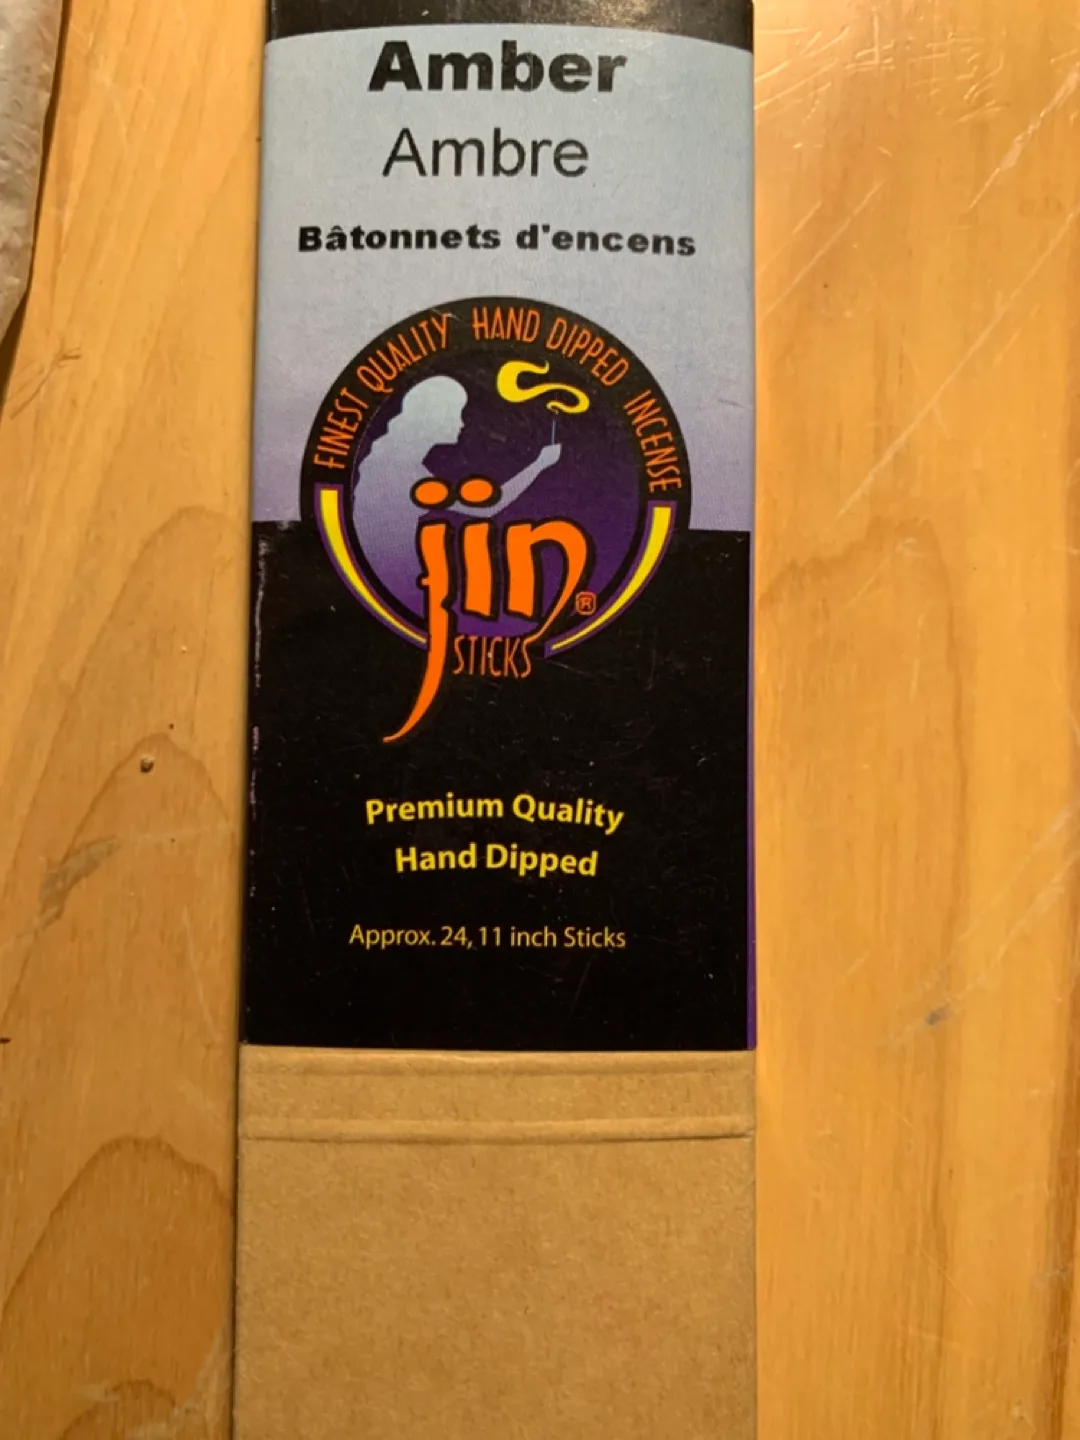 Amber
Ambre
Bâtonnets d'encens
FINEST QUALITY HAND DIPPED INCENSE
jin®
STICKS
Premium Quality
Hand Dipped
Approx. 24, 11 inch Sticks